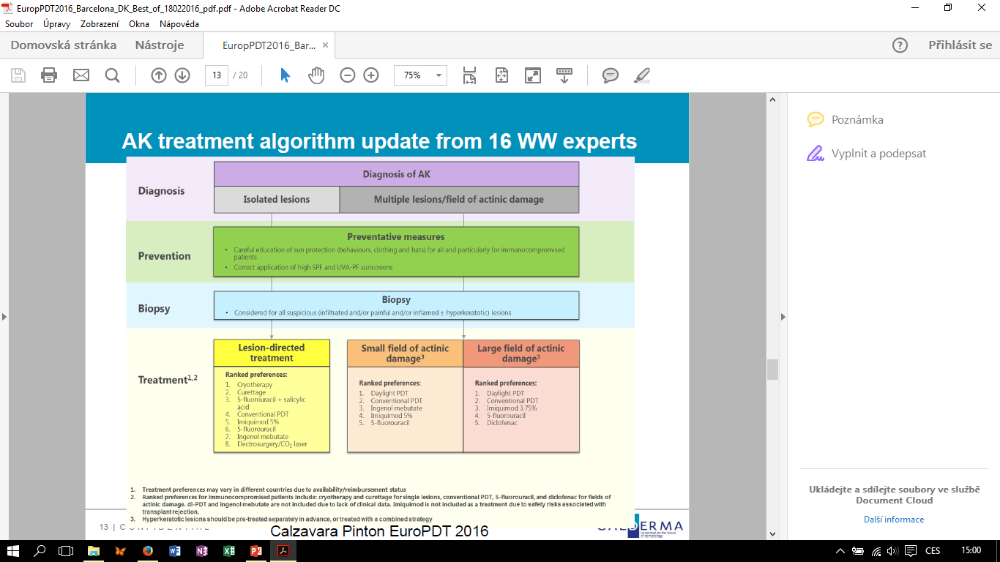 EuropPDT2016_Barcelona_DK_Best_of_18022016_pdf.pdf - Adobe Acrobat Reader DC
Soubor Úpravy Zobrazení Okna Nápověda
Domovská stránka Nástroje EuropPDT2016_Bar... × ? Přihlásit se
13 / 20 75%
AK treatment algorithm update from 16 WW experts
Diagnosis
Diagnosis of AK
Isolated lesions
Multiple lesions/field of actinic damage
Prevention
Preventative measures
• Careful education of sun protection (behaviours, clothing and hats) for all and particularly for immunocompromised
patients
• Correct application of high SPF and UVA-PF sunscreens
Biopsy
Biopsy
• Considered for all suspicious (infiltrated and/or painful and/or inflamed ± hyperkeratotic) lesions
Treatment1,2
Lesion-directed
treatment
Ranked preferences:
1. Cryotherapy
2. Curettage
3. 5-fluorouracil + salicylic
acid
4. Conventional PDT
5. Imiquimod 5%
6. 5-fluorouracil
7. Ingenol mebutate
8. Electrosurgery/CO2 laser
Small field of actinic
damage3
Ranked preferences:
1. Daylight PDT
2. Conventional PDT
3. Ingenol mebutate
4. Imiquimod 5%
5. 5-fluorouracil
Large field of actinic
damage3
Ranked preferences:
1. Daylight PDT
2. Conventional PDT
3. Imiquimod 3.75%
4. 5-fluorouracil
5. Diclofenac
1. Treatment preferences may vary in different countries due to availability/reimbursement status
2. Ranked preferences for immunocompromised patients include: cryotherapy and curettage for single lesions, conventional PDT, 5-fluorouracil, and diclofenac for fields of
actinic damage. dl-PDT and ingenol mebutate are not included due to lack of clinical data. Imiquimod is not included as a treatment due to safety risks associated with
transplant rejection.
3. Hyperkeratotic lesions should be pre-treated separately in advance, or treated with a combined strategy
13 | CONFIDENTIAL
Calzavara Pinton EuroPDT 2016
GALDERMA
Poznámka
Vyplnit a podepsat
Ukládejte a sdílejte soubory ve službě
Document Cloud
Další informace
CES 15:00